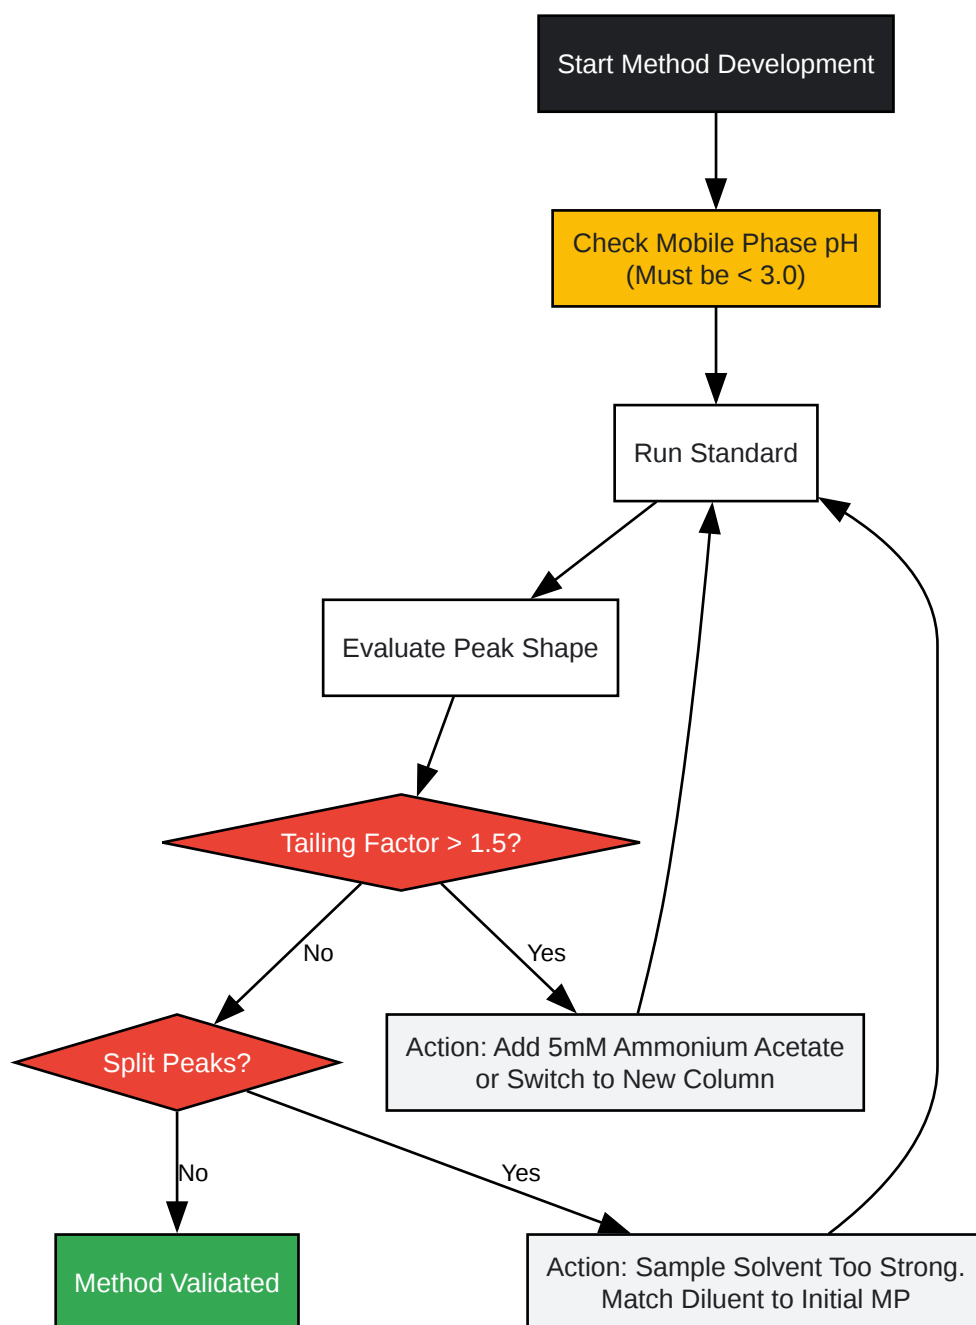 Start Method Development
Check Mobile Phase pH
(Must be < 3.0)
Run Standard
Evaluate Peak Shape
Tailing Factor > 1.5?
No
Yes
Split Peaks?
Action: Add 5mM Ammonium Acetate
or Switch to New Column
No
Yes
Method Validated
Action: Sample Solvent Too Strong.
Match Diluent to Initial MP